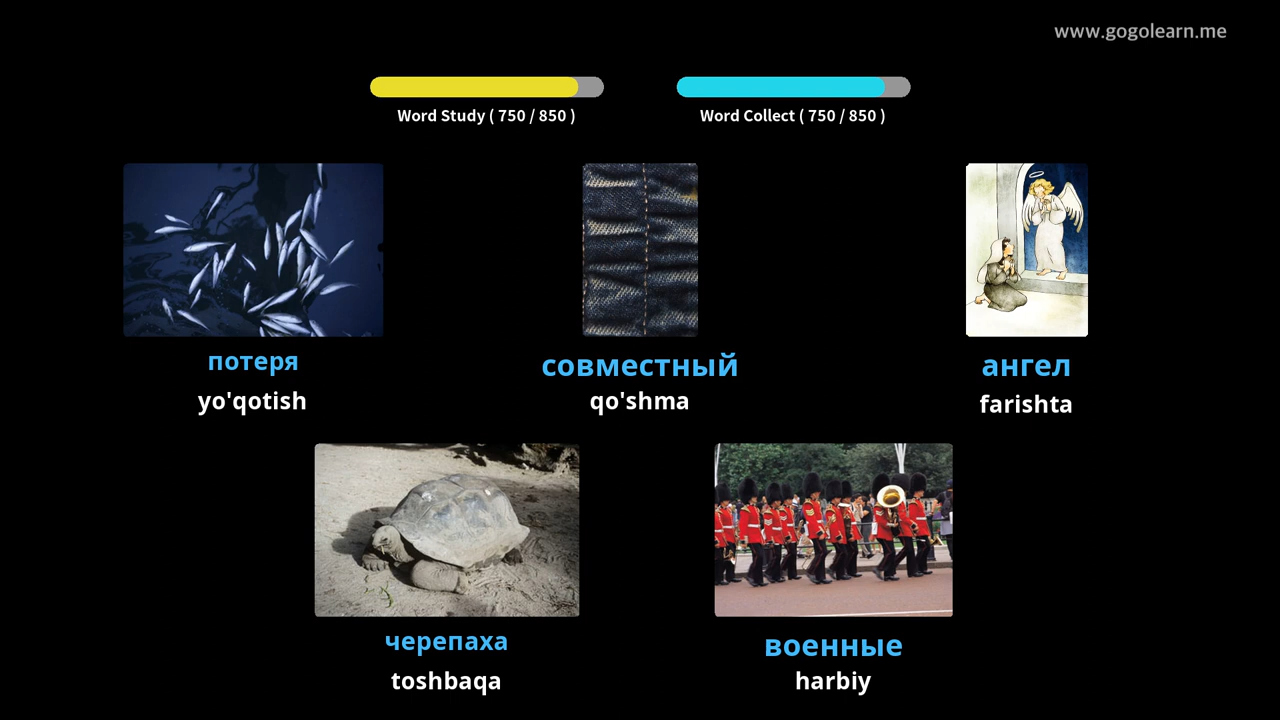 www.gogolearn.me
Word Study ( 750 / 850 )
Word Collect ( 750 / 850 )
потеря
yo'qotish
совместный
qo'shma
ангел
farishta
черепаха
toshbaqa
военные
harbiy